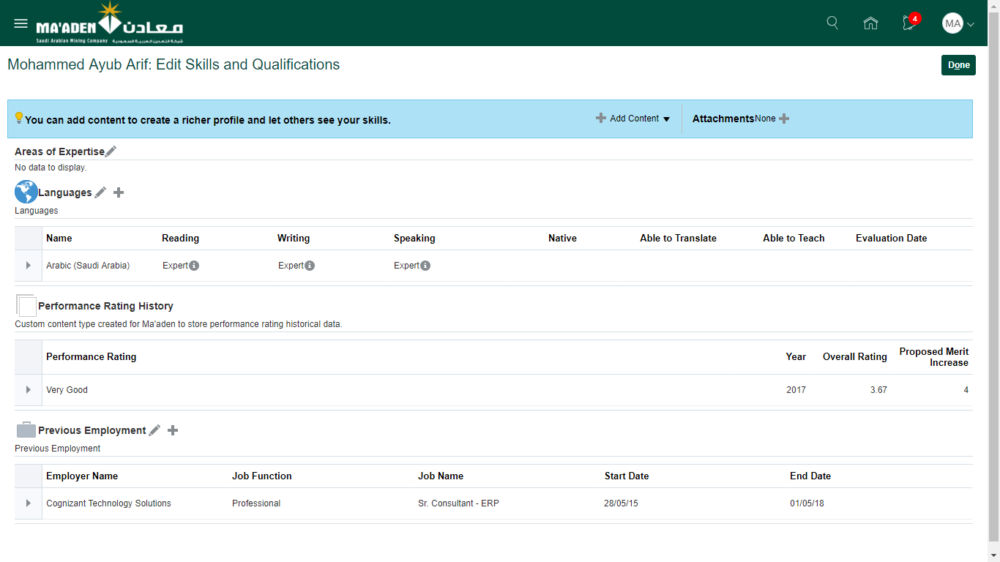 MA'ADEN معادن
Saudi Arabian Mining Company شركة التعدين العربية السعودية
4
MA
Mohammed Ayub Arif: Edit Skills and Qualifications
Done
You can add content to create a richer profile and let others see your skills.
Add Content
Attachments None
Areas of Expertise
No data to display.
Languages
Languages
Name Reading Writing Speaking Native Able to Translate Able to Teach Evaluation Date
Arabic (Saudi Arabia) Expert Expert Expert
Performance Rating History
Custom content type created for Ma'aden to store performance rating historical data.
Performance Rating Year Overall Rating Proposed Merit Increase
Very Good 2017 3.67 4
Previous Employment
Previous Employment
Employer Name Job Function Job Name Start Date End Date
Cognizant Technology Solutions Professional Sr. Consultant - ERP 28/05/15 01/05/18